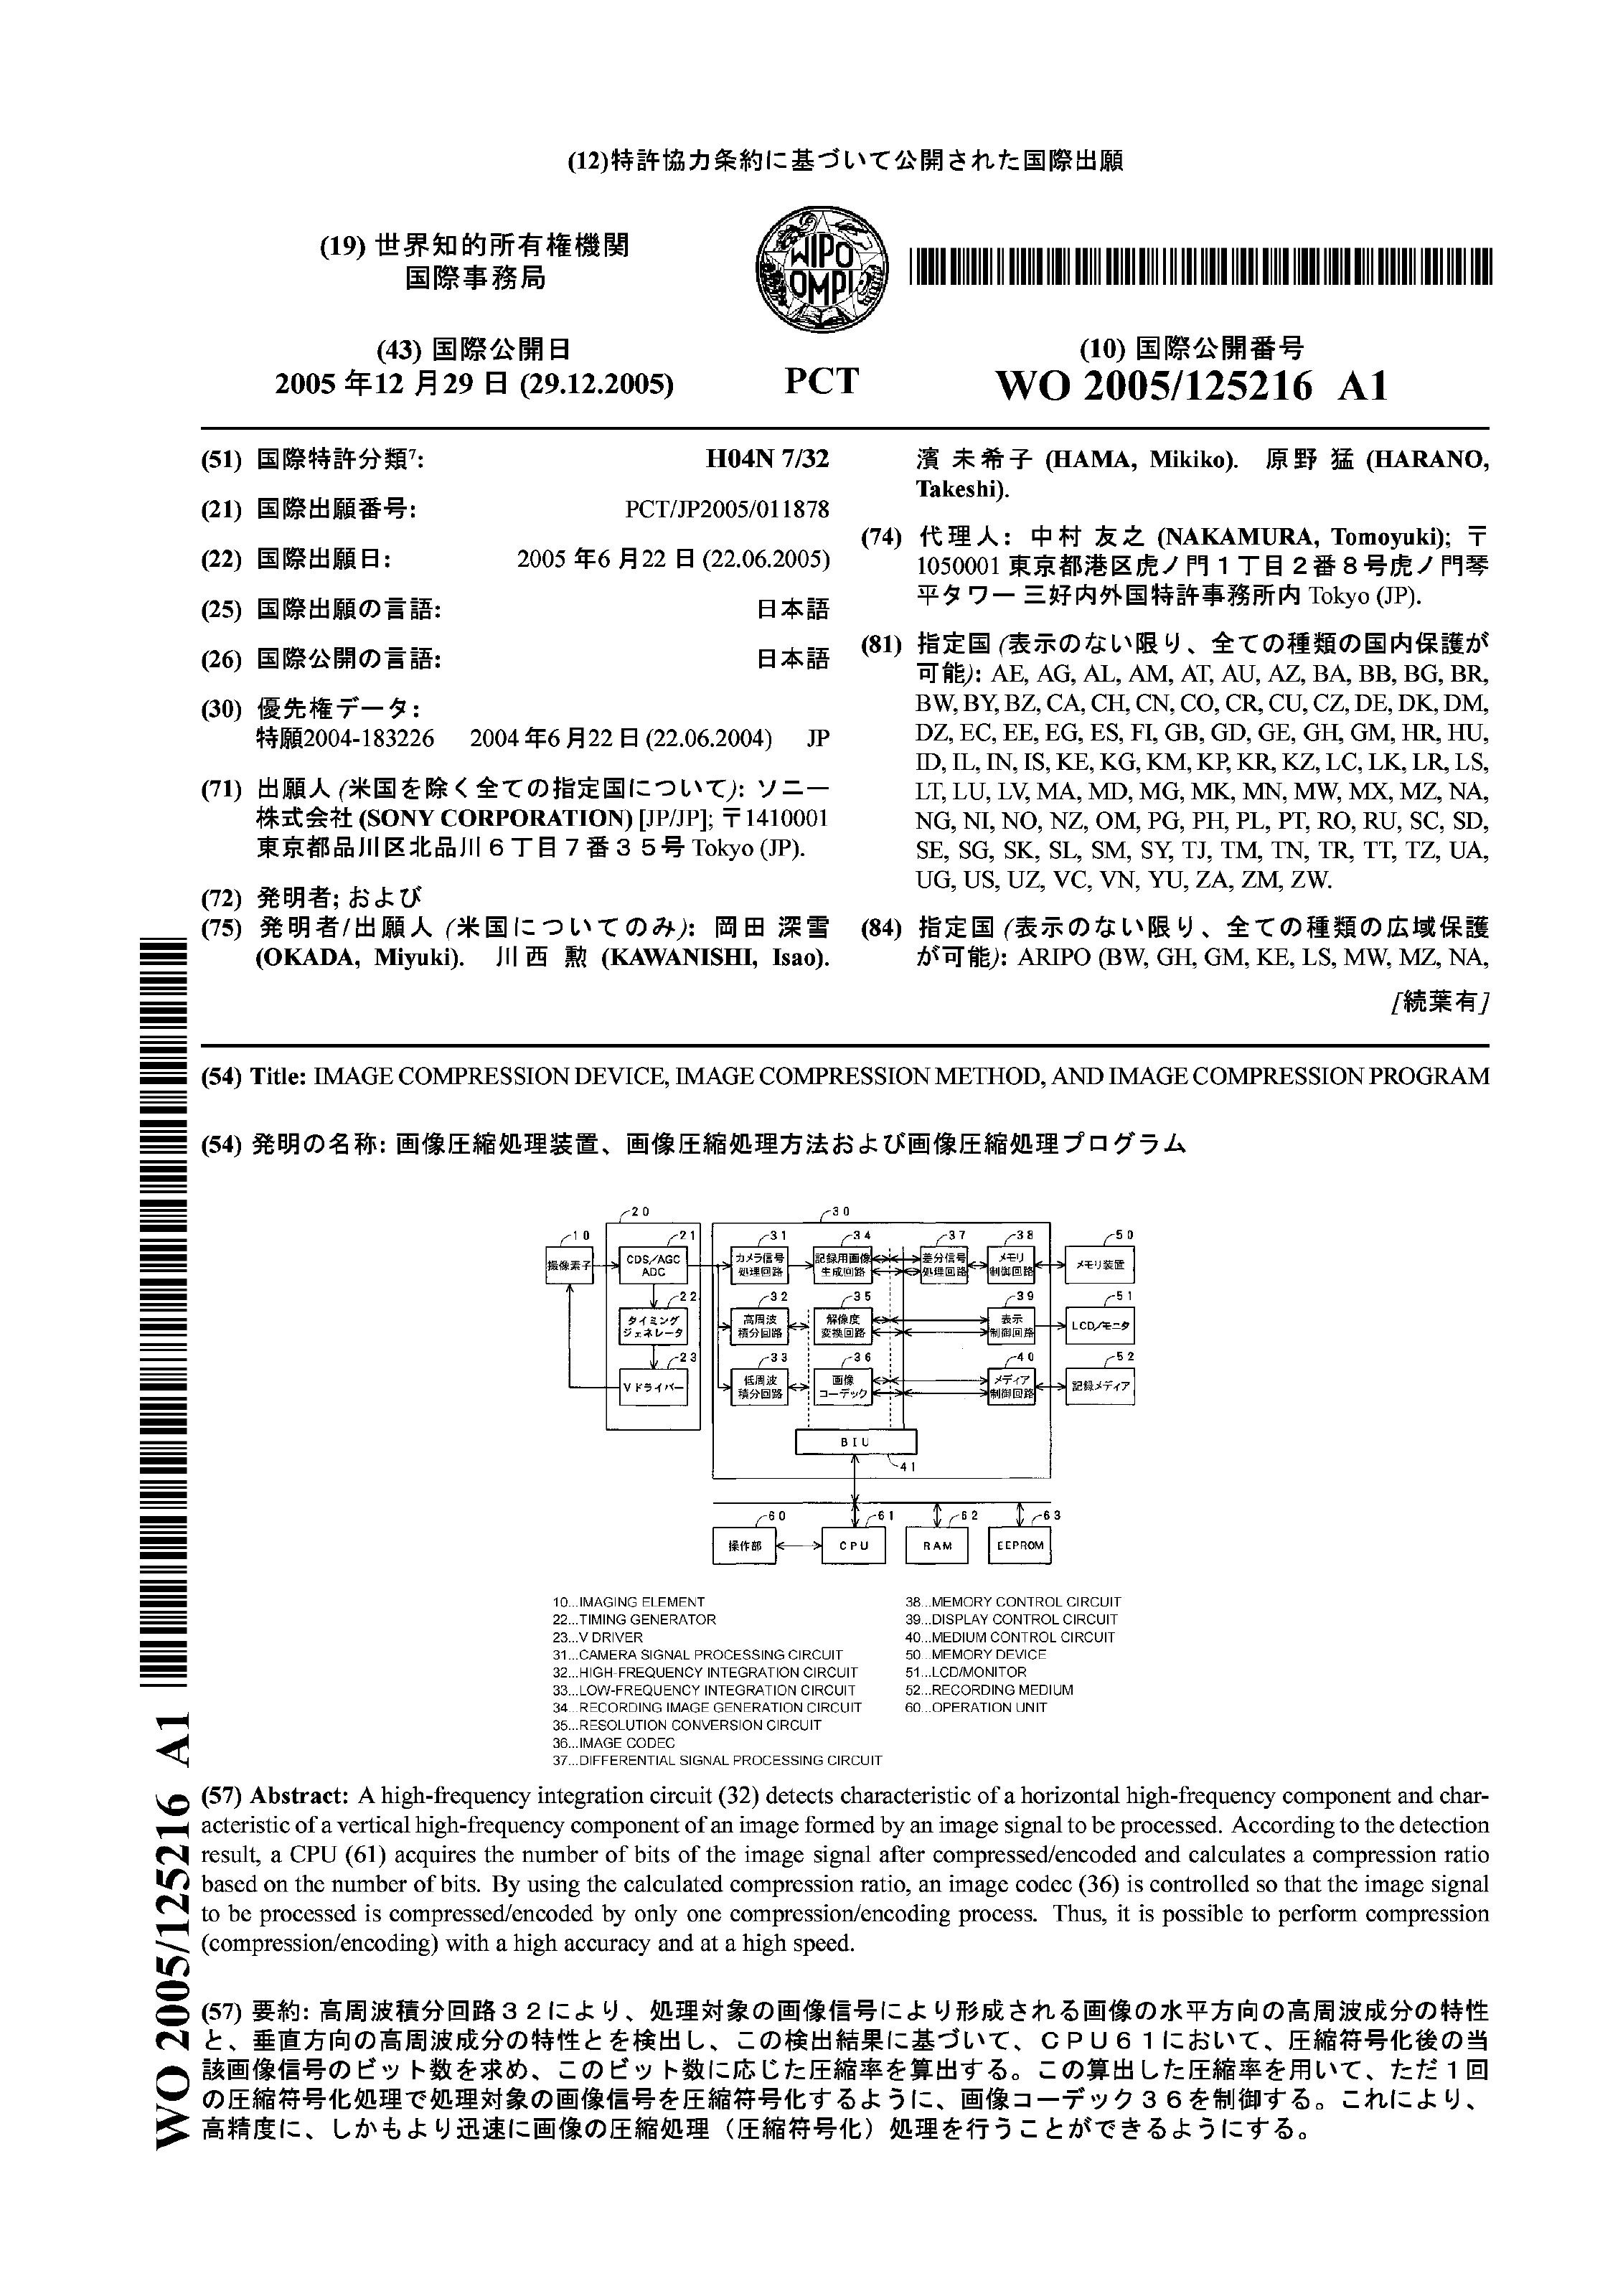 (12)特許協力条約に基づいて公開された国際出願
(19) 世界知的所有権機関
国際事務局
WIPO
OMPI
(43) 国際公開日
2005 年12 月29 日 (29.12.2005)
PCT
(10) 国際公開番号
WO 2005/125216 A1
(51) 国際特許分類7: H04N 7/32
(21) 国際出願番号: PCT/JP2005/011878
(22) 国際出願日: 2005 年6 月22 日 (22.06.2005)
(25) 国際出願の言語: 日本語
(26) 国際公開の言語: 日本語
(30) 優先権データ:
特願2004-183226 2004 年6 月22 日 (22.06.2004) JP
(71) 出願人 (米国を除く全ての指定国について): ソニー
株式会社 (SONY CORPORATION) [JP/JP]; 〒1410001
東京都品川区北品川6丁目7番35号 Tokyo (JP).
(72) 発明者; および
(75) 発明者/出願人 (米国についてのみ): 岡田 深雪
(OKADA, Miyuki). 川西 勲 (KAWANISHI, Isao).
濱 未希子 (HAMA, Mikiko). 原野 猛 (HARANO,
Takeshi).
(74) 代理人: 中村 友之 (NAKAMURA, Tomoyuki); 〒
1050001 東京都港区虎ノ門1丁目2番8号虎ノ門琴
平タワー 三好内外国特許事務所内 Tokyo (JP).
(81) 指定国 (表示のない限り、全ての種類の国内保護が
可能): AE, AG, AL, AM, AT, AU, AZ, BA, BB, BG, BR,
BW, BY, BZ, CA, CH, CN, CO, CR, CU, CZ, DE, DK, DM,
DZ, EC, EE, EG, ES, FI, GB, GD, GE, GH, GM, HR, HU,
ID, IL, IN, IS, KE, KG, KM, KP, KR, KZ, LC, LK, LR, LS,
LT, LU, LV, MA, MD, MG, MK, MN, MW, MX, MZ, NA,
NG, NI, NO, NZ, OM, PG, PH, PL, PT, RO, RU, SC, SD,
SE, SG, SK, SL, SM, SY, TJ, TM, TN, TR, TT, TZ, UA,
UG, US, UZ, VC, VN, YU, ZA, ZM, ZW.
(84) 指定国 (表示のない限り、全ての種類の広域保護
が可能): ARIPO (BW, GH, GM, KE, LS, MW, MZ, NA,
[続葉有]
(54) Title: IMAGE COMPRESSION DEVICE, IMAGE COMPRESSION METHOD, AND IMAGE COMPRESSION PROGRAM
(54) 発明の名称: 画像圧縮処理装置、画像圧縮処理方法および画像圧縮処理プログラム
20 30
10 21 31 34 37 38 50
撮像素子 CDS/AGC カメラ信号 記録用画像 差分信号 メモリ メモリ装置
ADC 処理回路 生成回路 処理回路 制御回路
22 32 35 39 51
タイミング 高周波 解像度 表示 LCD/モニタ
ジェネレータ 積分回路 変換回路 制御回路
23 33 36 40 52
Vドライバー 低周波 画像 メディア 記録メディア
積分回路 コーデック 制御回路
BIU
41
60 61 62 63
操作部 CPU RAM EEPROM
10...IMAGING ELEMENT
22...TIMING GENERATOR
23...V DRIVER
31...CAMERA SIGNAL PROCESSING CIRCUIT
32...HIGH-FREQUENCY INTEGRATION CIRCUIT
33...LOW-FREQUENCY INTEGRATION CIRCUIT
34...RECORDING IMAGE GENERATION CIRCUIT
35...RESOLUTION CONVERSION CIRCUIT
36...IMAGE CODEC
37...DIFFERENTIAL SIGNAL PROCESSING CIRCUIT
38...MEMORY CONTROL CIRCUIT
39...DISPLAY CONTROL CIRCUIT
40...MEDIUM CONTROL CIRCUIT
50...MEMORY DEVICE
51...LCD/MONITOR
52...RECORDING MEDIUM
60...OPERATION UNIT
(57) Abstract: A high-frequency integration circuit (32) detects characteristic of a horizontal high-frequency component and char-
acteristic of a vertical high-frequency component of an image formed by an image signal to be processed. According to the detection
result, a CPU (61) acquires the number of bits of the image signal after compressed/encoded and calculates a compression ratio
based on the number of bits. By using the calculated compression ratio, an image codec (36) is controlled so that the image signal
to be processed is compressed/encoded by only one compression/encoding process. Thus, it is possible to perform compression
(compression/encoding) with a high accuracy and at a high speed.
(57) 要約: 高周波積分回路32により、処理対象の画像信号により形成される画像の水平方向の高周波成分の特性
と、垂直方向の高周波成分の特性とを検出し、この検出結果に基づいて、CPU61において、圧縮符号化後の当
該画像信号のビット数を求め、このビット数に応じた圧縮率を算出する。この算出した圧縮率を用いて、ただ1回
の圧縮符号化処理で処理対象の画像信号を圧縮符号化するように、画像コーデック36を制御する。これにより、
高精度に、しかもより迅速に画像の圧縮処理(圧縮符号化)処理を行うことができるようにする。
WO 2005/125216 A1